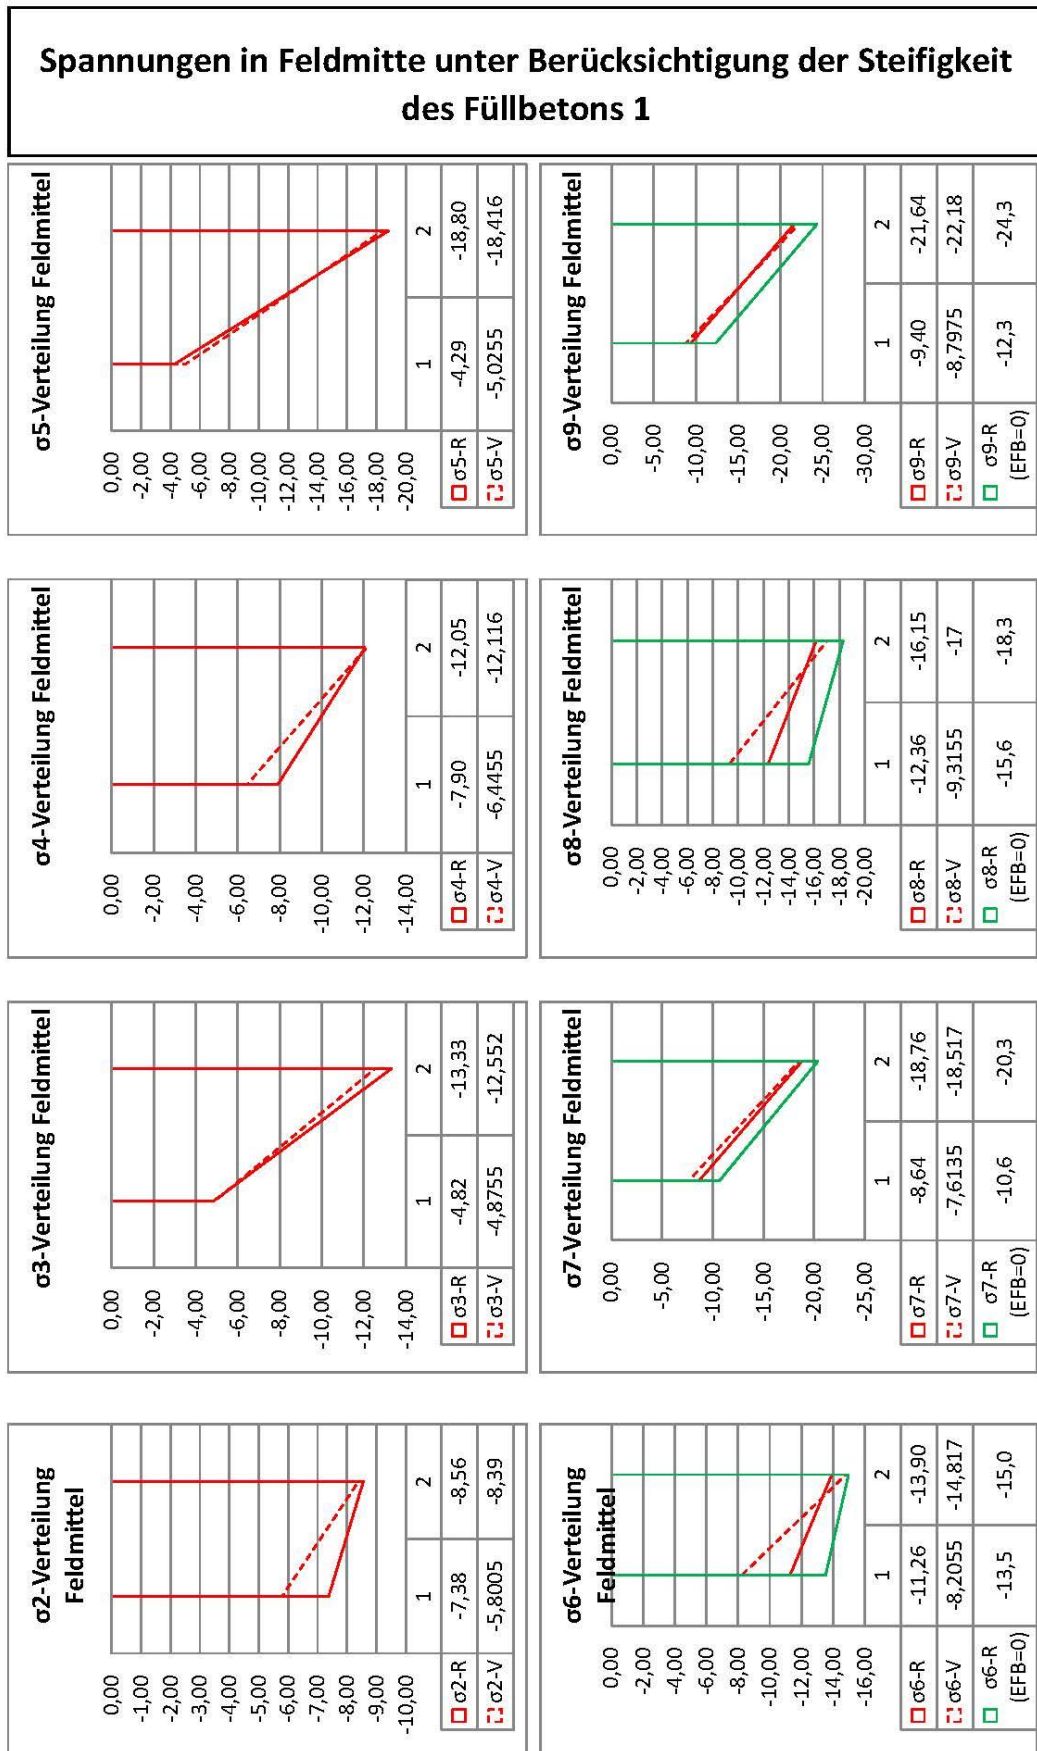 Spannungen in Feldmitte unter Berücksichtigung der Steifigkeit
des Füllbetons 1
σ2-Verteilung
Feldmittel
0,00
-1,00
-2,00
-3,00
-4,00
-5,00
-6,00
-7,00
-8,00
-9,00
-10,00
1 2
σ2-R -7,38 -8,56
σ2-V -5,8005 -8,39
σ3-Verteilung Feldmittel
0,00
-2,00
-4,00
-6,00
-8,00
-10,00
-12,00
-14,00
1 2
σ3-R -4,82 -13,33
σ3-V -4,8755 -12,552
σ4-Verteilung Feldmittel
0,00
-2,00
-4,00
-6,00
-8,00
-10,00
-12,00
-14,00
1 2
σ4-R -7,90 -12,05
σ4-V -6,4455 -12,116
σ5-Verteilung Feldmittel
0,00
-2,00
-4,00
-6,00
-8,00
-10,00
-12,00
-14,00
-16,00
-18,00
-20,00
1 2
σ5-R -4,29 -18,80
σ5-V -5,0255 -18,416
σ6-Verteilung
Feldmittel
0,00
-2,00
-4,00
-6,00
-8,00
-10,00
-12,00
-14,00
-16,00
1 2
σ6-R -11,26 -13,90
σ6-V -8,2055 -14,817
σ6-R -13,5 -15,0
(EFB=0)
σ7-Verteilung Feldmittel
0,00
-5,00
-10,00
-15,00
-20,00
-25,00
1 2
σ7-R -8,64 -18,76
σ7-V -7,6135 -18,517
σ7-R -10,6 -20,3
(EFB=0)
σ8-Verteilung Feldmittel
0,00
-2,00
-4,00
-6,00
-8,00
-10,00
-12,00
-14,00
-16,00
-18,00
-20,00
1 2
σ8-R -12,36 -16,15
σ8-V -9,3155 -17
σ8-R -15,6 -18,3
(EFB=0)
σ9-Verteilung Feldmittel
0,00
-5,00
-10,00
-15,00
-20,00
-25,00
-30,00
1 2
σ9-R -9,40 -21,64
σ9-V -8,7975 -22,18
σ9-R -12,3 -24,3
(EFB=0)